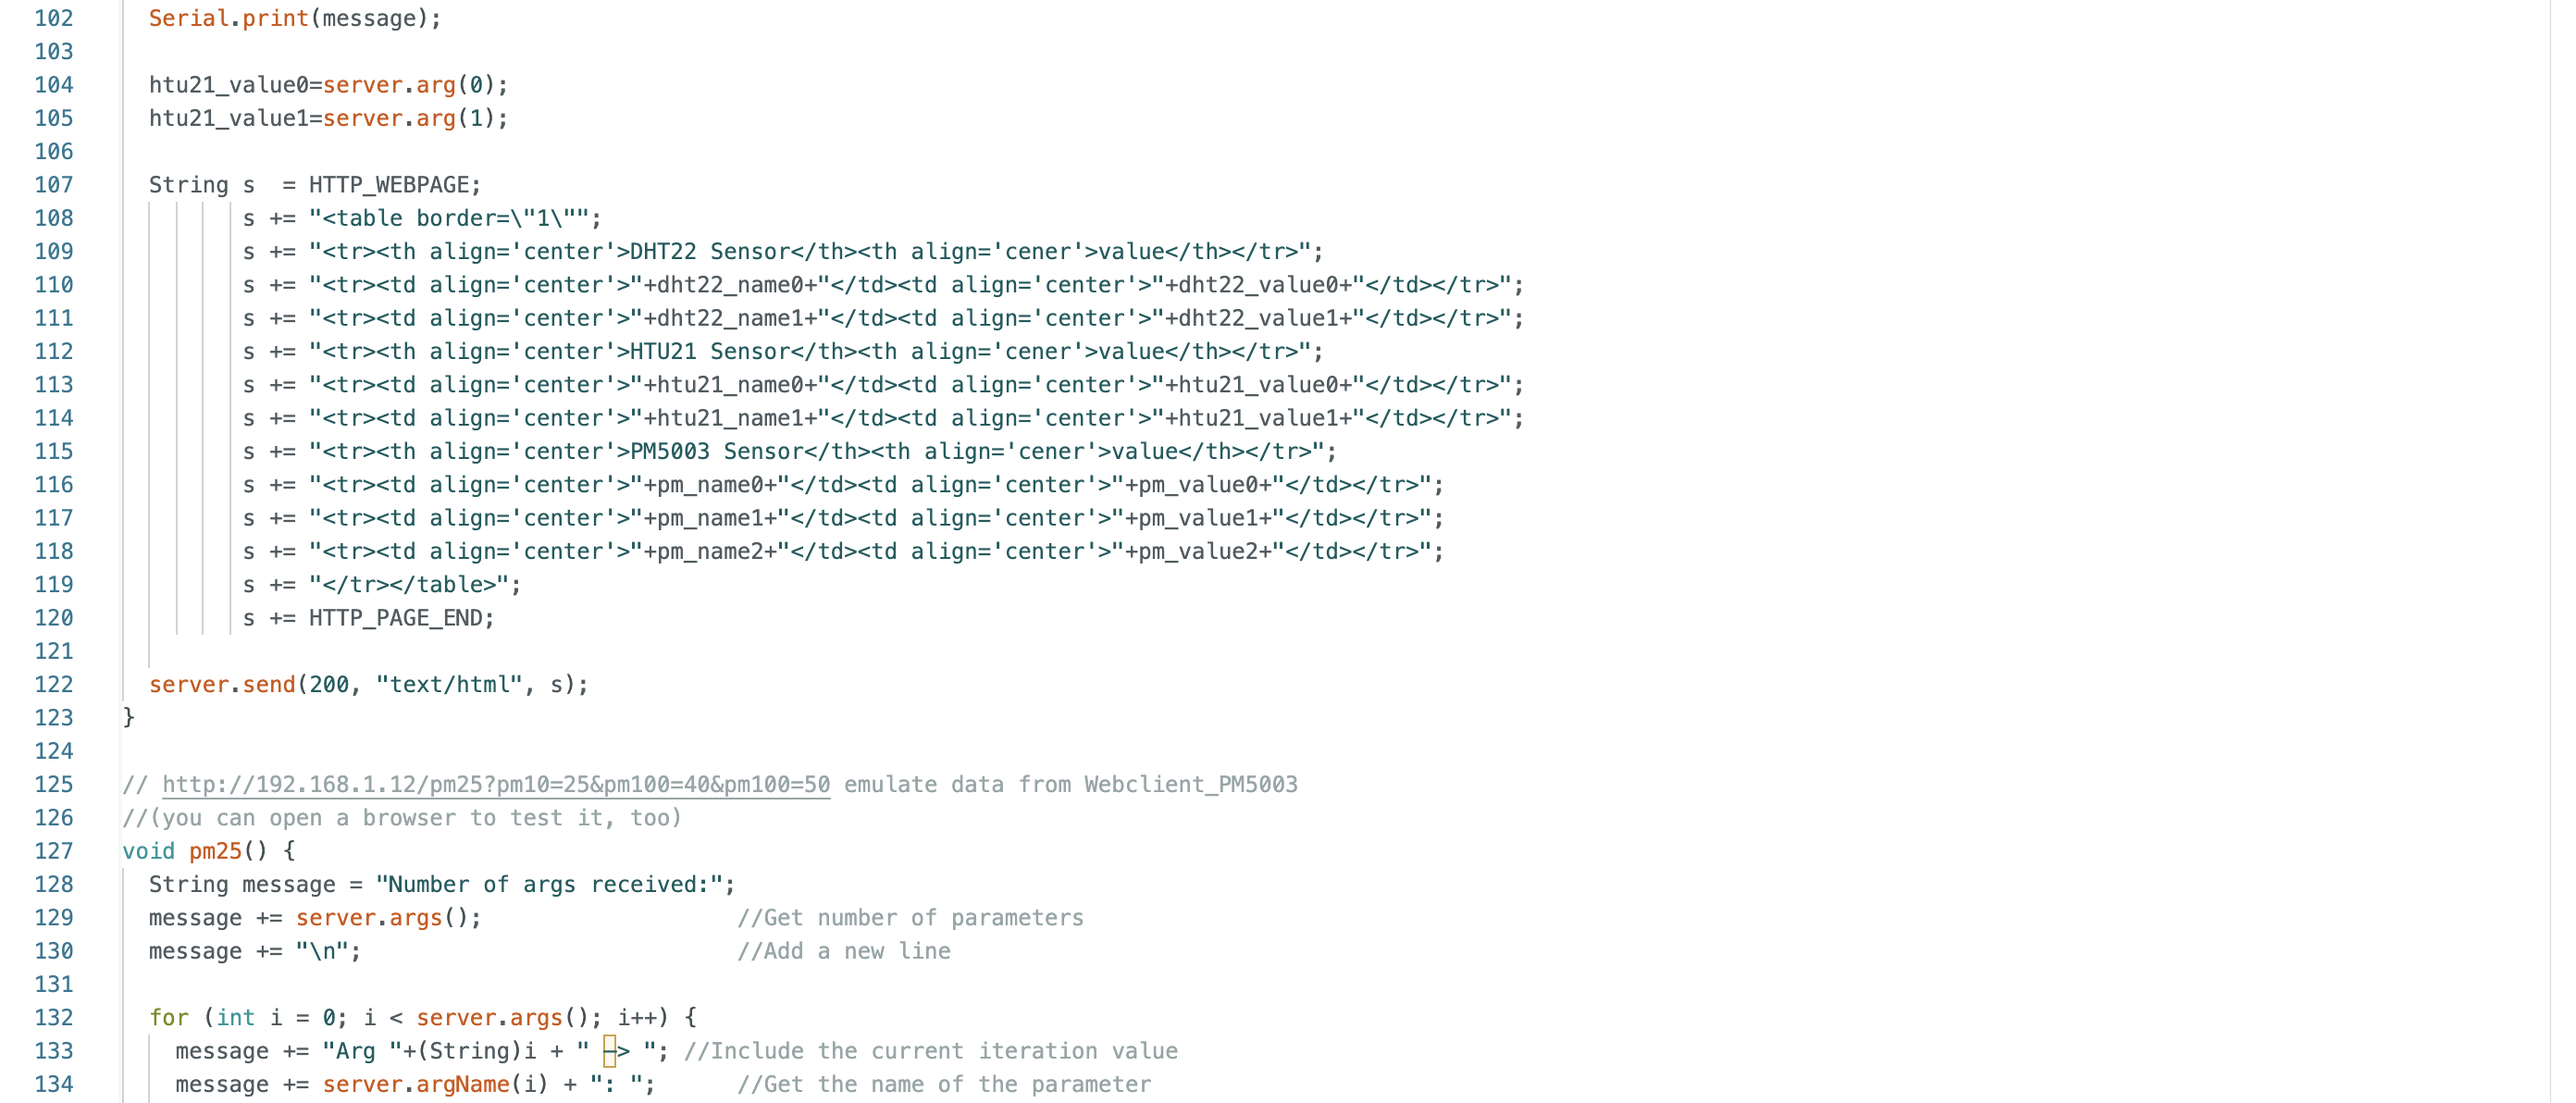 102 Serial.print(message);
103
104 htu21_value0=server.arg(0);
105 htu21_value1=server.arg(1);
106
107 String s  = HTTP_WEBPAGE;
108 s += "<table border=\"1\"";
109 s += "<tr><th align='center'>DHT22 Sensor</th><th align='cener'>value</th></tr>";
110 s += "<tr><td align='center'>"+dht22_name0+"</td><td align='center'>"+dht22_value0+"</td></tr>";
111 s += "<tr><td align='center'>"+dht22_name1+"</td><td align='center'>"+dht22_value1+"</td></tr>";
112 s += "<tr><th align='center'>HTU21 Sensor</th><th align='cener'>value</th></tr>";
113 s += "<tr><td align='center'>"+htu21_name0+"</td><td align='center'>"+htu21_value0+"</td></tr>";
114 s += "<tr><td align='center'>"+htu21_name1+"</td><td align='center'>"+htu21_value1+"</td></tr>";
115 s += "<tr><th align='center'>PM5003 Sensor</th><th align='cener'>value</th></tr>";
116 s += "<tr><td align='center'>"+pm_name0+"</td><td align='center'>"+pm_value0+"</td></tr>";
117 s += "<tr><td align='center'>"+pm_name1+"</td><td align='center'>"+pm_value1+"</td></tr>";
118 s += "<tr><td align='center'>"+pm_name2+"</td><td align='center'>"+pm_value2+"</td></tr>";
119 s += "</tr></table>";
120 s += HTTP_PAGE_END;
121
122 server.send(200, "text/html", s);
123 }
124
125 // http://192.168.1.12/pm25?pm10=25&pm100=40&pm100=50 emulate data from Webclient_PM5003
126 //(you can open a browser to test it, too)
127 void pm25() {
128 String message = "Number of args received:";
129 message += server.args(); //Get number of parameters
130 message += "\n"; //Add a new line
131
132 for (int i = 0; i < server.args(); i++) {
133 message += "Arg "+(String)i + " –> "; //Include the current iteration value
134 message += server.argName(i) + ": "; //Get the name of the parameter